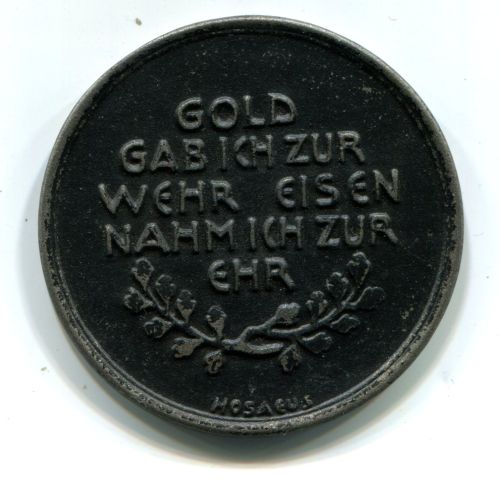 GOLD
GAB ICH ZUR
WEHR EISEN
NAHM ICH ZUR
EHR
HOSAEUS